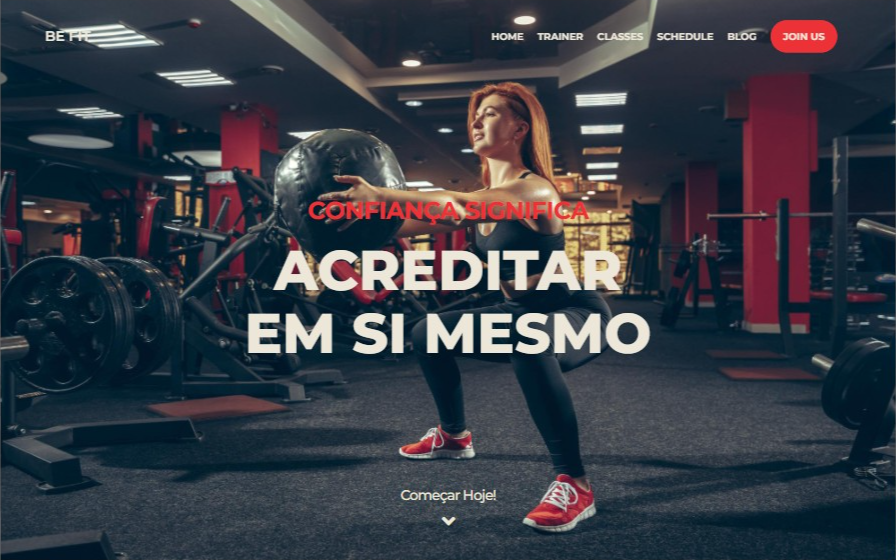 BE FIT
HOME TRAINER CLASSES SCHEDULE BLOG JOIN US
CONFIANÇA SIGNIFICA
ACREDITAR
EM SI MESMO
Começar Hoje!